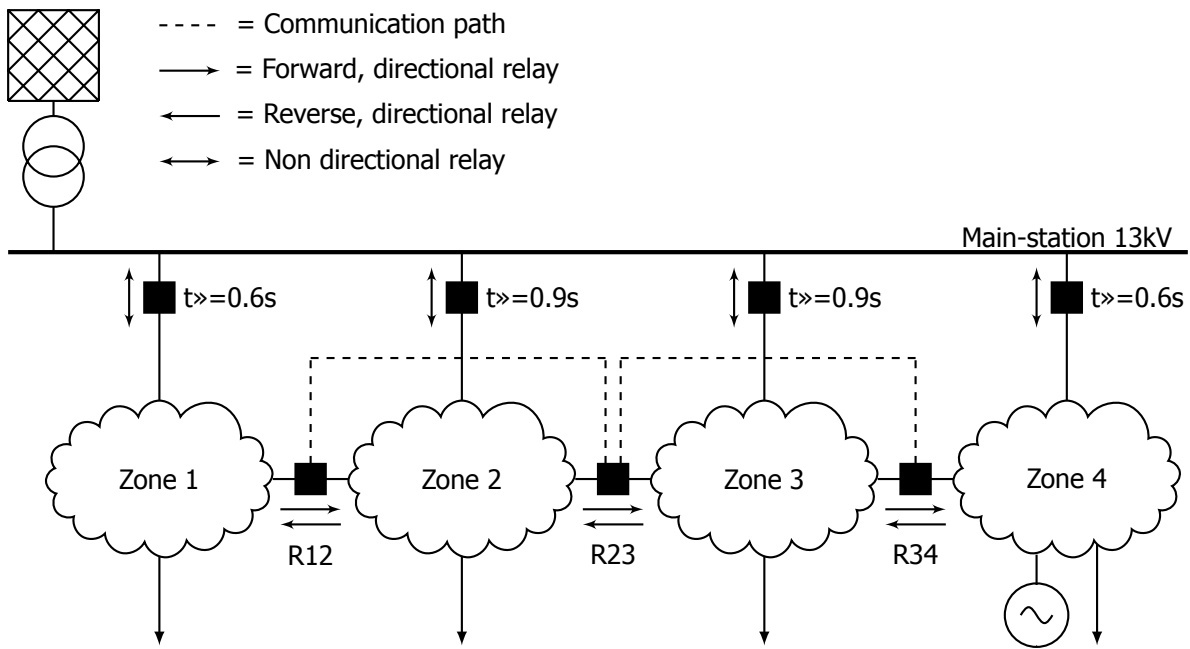 = Communication path
= Forward, directional relay
= Reverse, directional relay
= Non directional relay
Main-station 13kV
t»=0.6s
t»=0.9s
t»=0.9s
t»=0.6s
Zone 1
Zone 2
Zone 3
Zone 4
R12
R23
R34